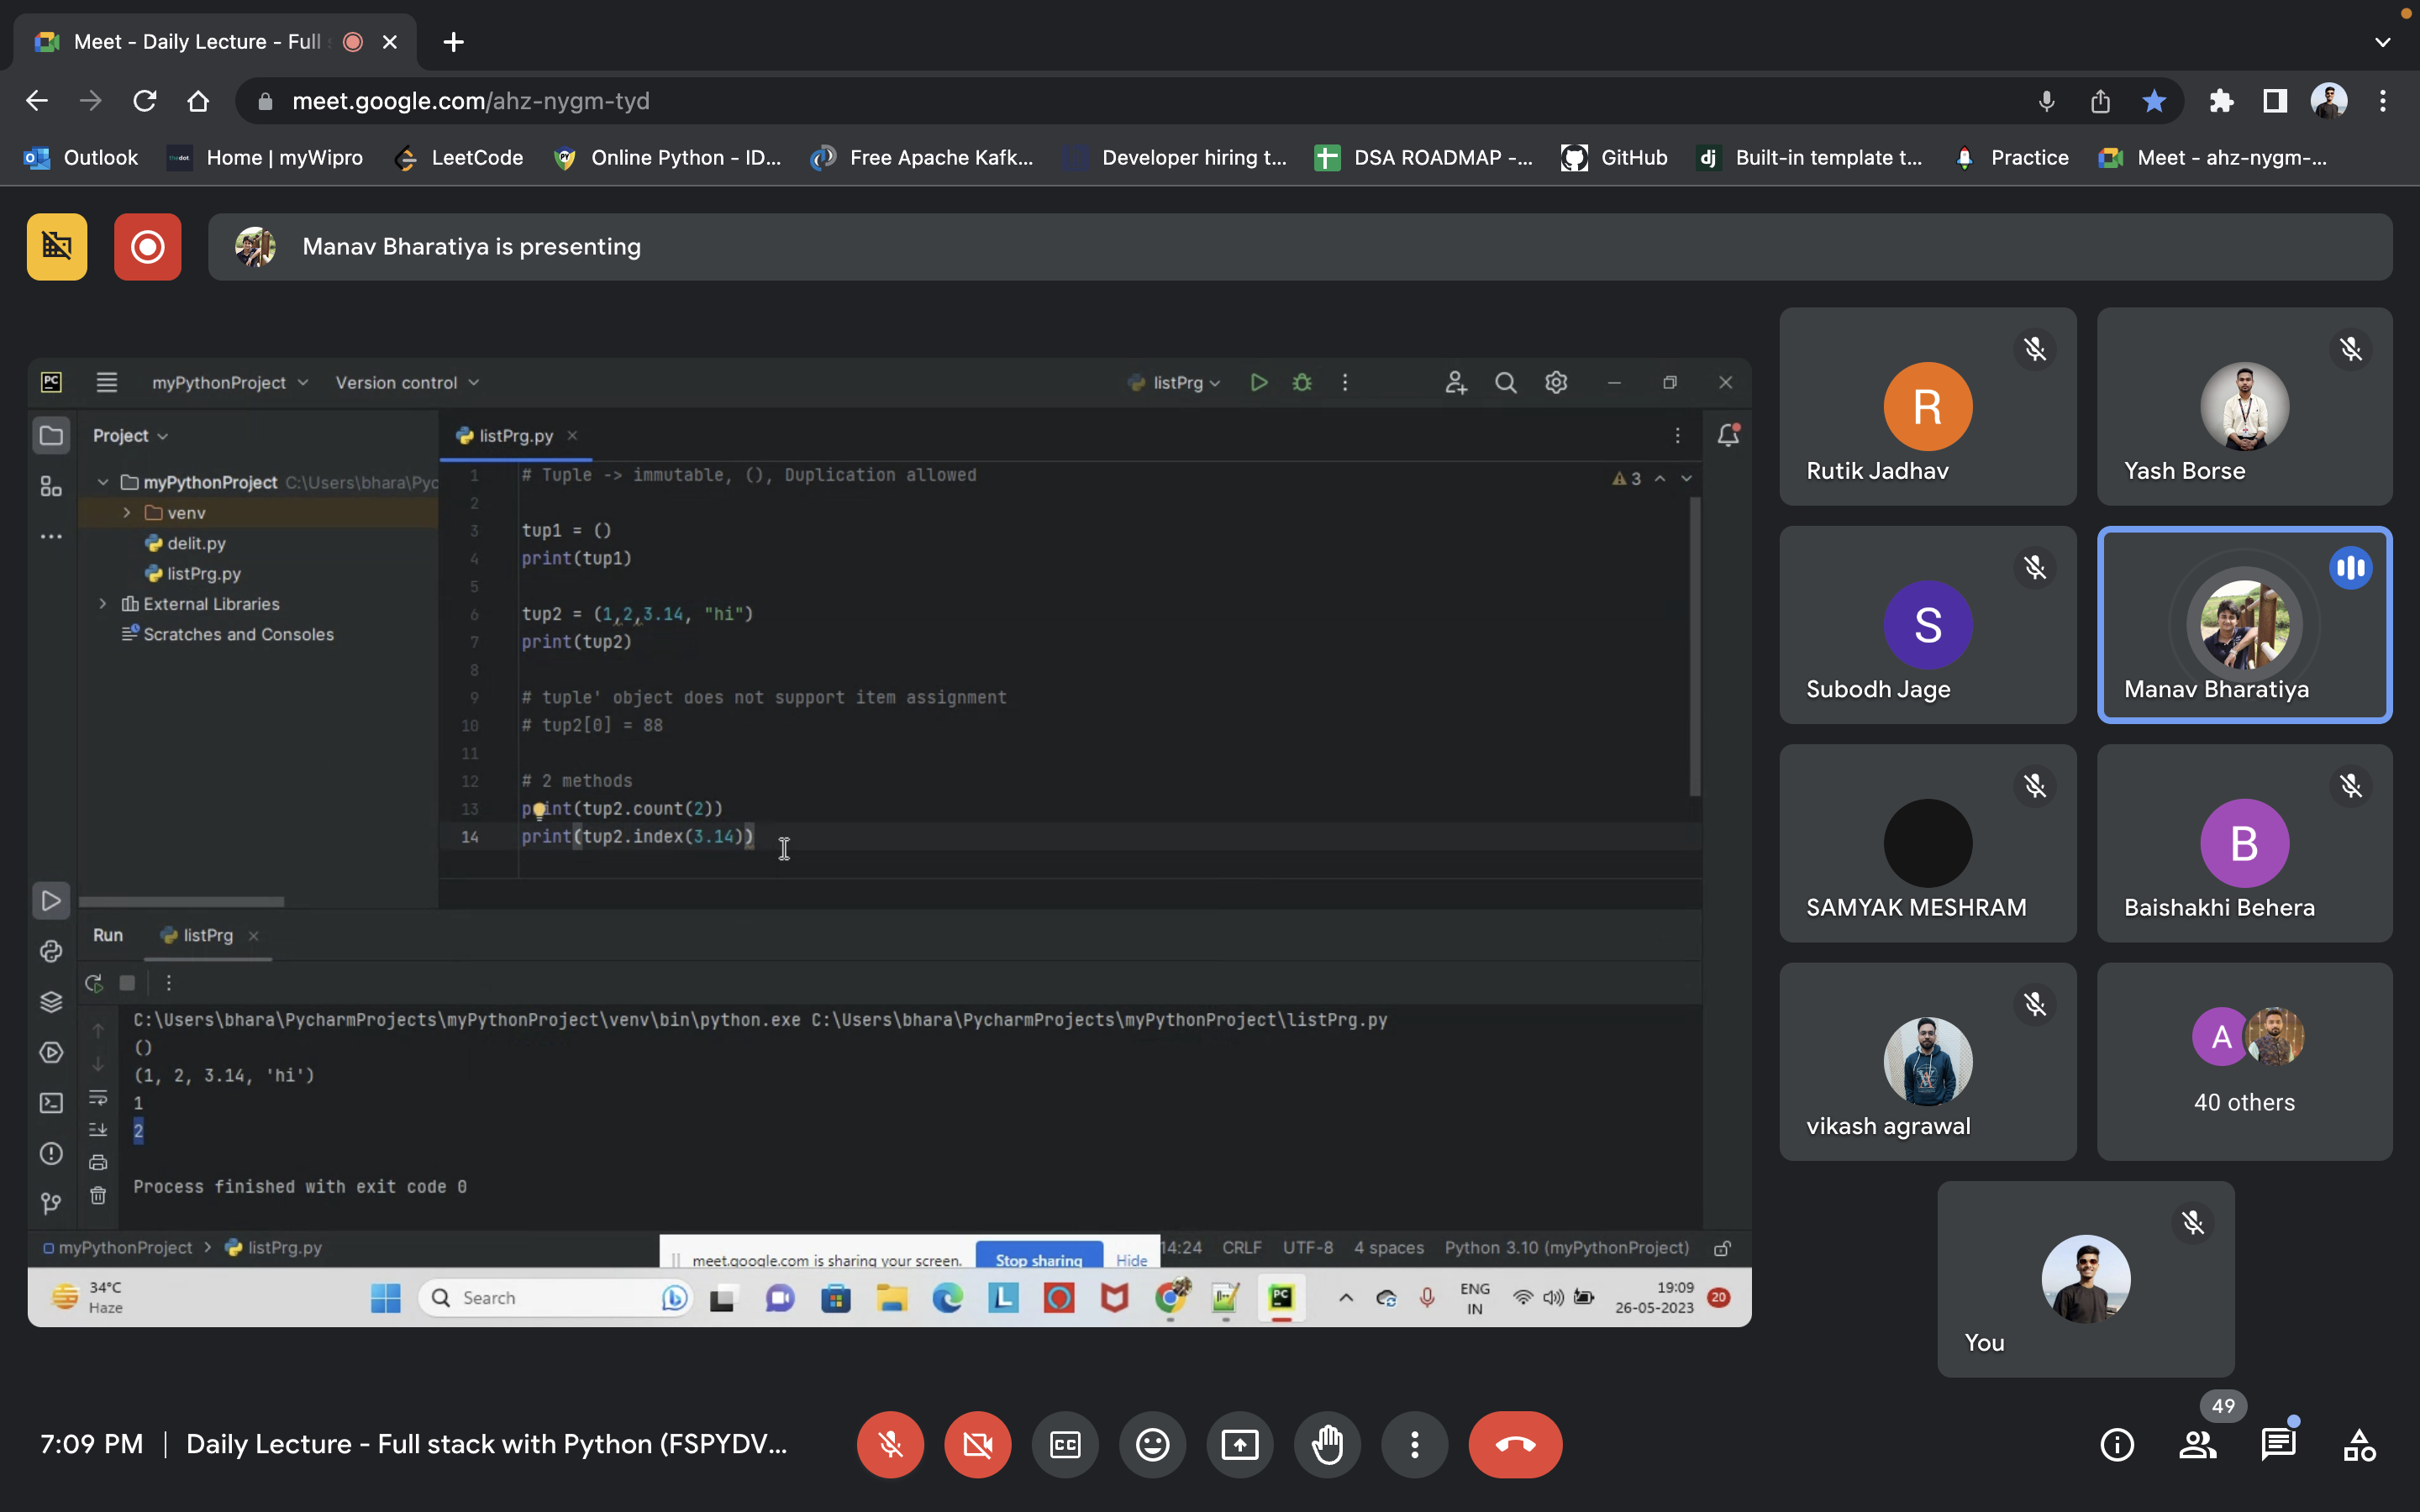 Meet - Daily Lecture - Full
meet.google.com/ahz-nygm-tyd
Outlook
Home | myWipro
LeetCode
Online Python - ID...
Free Apache Kafk...
Developer hiring t...
DSA ROADMAP -...
GitHub
dj Built-in template t...
Practice
Meet - ahz-nygm-...
Manav Bharatiya is presenting
PC myPythonProject Version control listPrg
Project
listPrg.py
myPythonProject C:\Users\bhara\Pyc
venv
delit.py
listPrg.py
External Libraries
Scratches and Consoles
3
1 # Tuple -> immutable, (), Duplication allowed
2
3 tup1 = ()
4 print(tup1)
5
6 tup2 = (1,2,3.14, "hi")
7 print(tup2)
8
9 # tuple' object does not support item assignment
10 # tup2[0] = 88
11
12 # 2 methods
13 print(tup2.count(2))
14 print(tup2.index(3.14))
Run listPrg
C:\Users\bhara\PycharmProjects\myPythonProject\venv\bin\python.exe C:\Users\bhara\PycharmProjects\myPythonProject\listPrg.py
()
(1, 2, 3.14, 'hi')
1
2
Process finished with exit code 0
myPythonProject > listPrg.py
meet.google.com is sharing your screen. Stop sharing Hide
14:24 CRLF UTF-8 4 spaces Python 3.10 (myPythonProject)
34°C
Haze
Search
L
PC
ENG
IN
19:09
26-05-2023
20
R
Rutik Jadhav
Yash Borse
S
Subodh Jage
Manav Bharatiya
SAMYAK MESHRAM
B
Baishakhi Behera
vikash agrawal
A
40 others
You
7:09 PM | Daily Lecture - Full stack with Python (FSPYDV...
CC
49